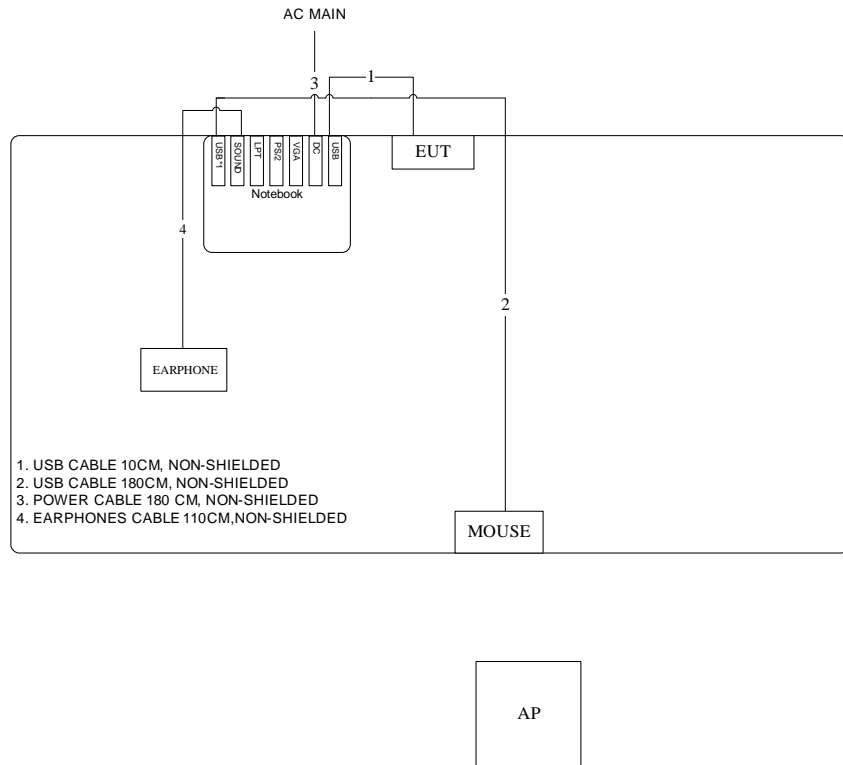 AC MAIN
1
3
USB*1
SOUND
LPT
PS/2
VGA
DC
USB
EUT
Notebook
4
2
EARPHONE
1. USB CABLE 10CM, NON-SHIELDED
2. USB CABLE 180CM, NON-SHIELDED
3. POWER CABLE 180 CM, NON-SHIELDED
4. EARPHONES CABLE 110CM,NON-SHIELDED
MOUSE
AP